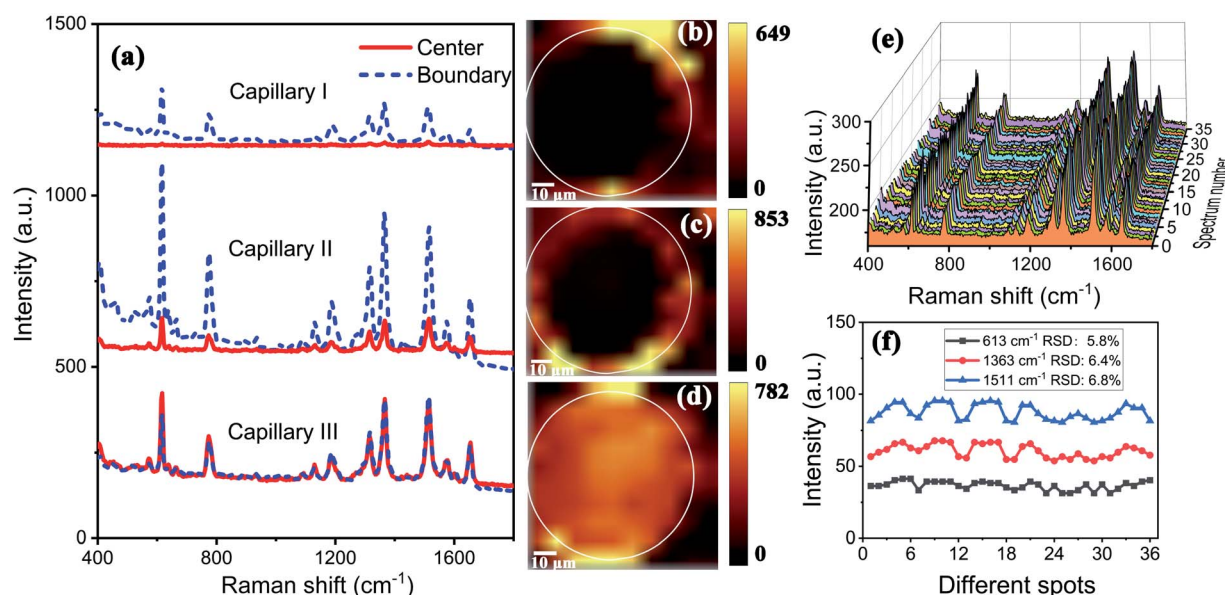 (a)
Center
Boundary
Capillary I
Capillary II
Capillary III
1500
1000
500
0
Intensity (a.u.)
400
800
1200
1600
Raman shift (cm⁻¹)
(b)
10 µm
649
0
(c)
10 µm
853
0
(d)
10 µm
782
0
(e)
300
250
200
Intensity (a.u.)
400
800
1200
1600
Raman shift (cm⁻¹)
35
30
25
20
15
10
5
0
Spectrum number
(f)
613 cm⁻¹ RSD: 5.8%
1363 cm⁻¹ RSD: 6.4%
1511 cm⁻¹ RSD: 6.8%
150
100
50
0
Intensity (a.u.)
0
6
12
18
24
30
36
Different spots